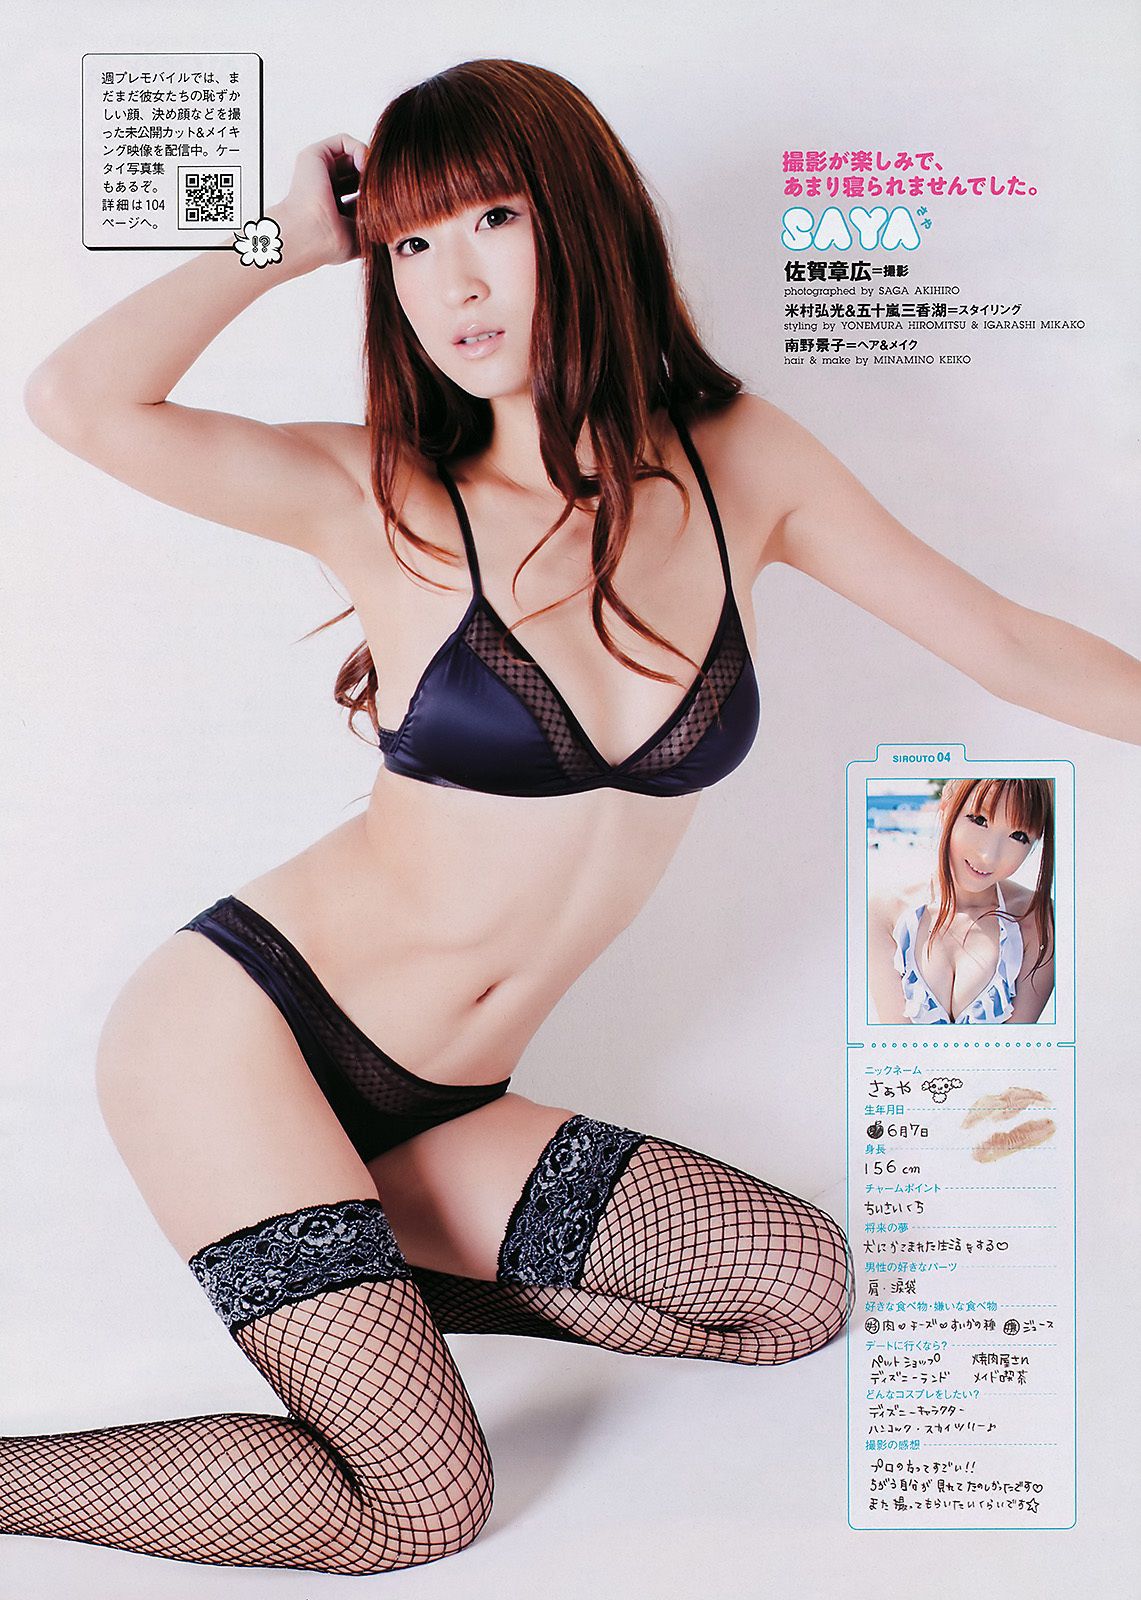 週プレモバイルでは、ま
だまだ彼女たちの恥ずか
しい顔、決め顔などを撮
った未公開カット&メイキ
ング映像を配信中。ケー
タイ写真集
もあるぞ。
詳細は104
ページへ。
!?
撮影が楽しみで、
あまり寝られませんでした。
SAYA さや
佐賀章広=撮影
photographed by SAGA AKIHIRO
米村弘光&五十嵐三香湖=スタイリング
styling by YONEMURA HIROMITSU & IGARASHI MIKAKO
南野景子=ヘア&メイク
hair & make by MINAMINO KEIKO
SIROUTO 04
ニックネーム
さぁや
生年月日
6月7日
身長
156cm
チャームポイント
ちいさいくち
将来の夢
犬にかこまれた生活をする♡
男性の好きなパーツ
肩・涙袋
好きな食べ物・嫌いな食べ物
好 肉♡チーズ♡すいかの種 嫌 ジュース
デートに行くなら?
ペットショップ 焼肉屋さん
ディズニーランド メイド喫茶
どんなコスプレをしたい?
ディズニーキャラクター
ハンコック・スカイツリー♪
撮影の感想
プロの方ってすごい!!
ちがう自分が見れてたのしかったです♡
また撮ってもらいたいくらいです☆